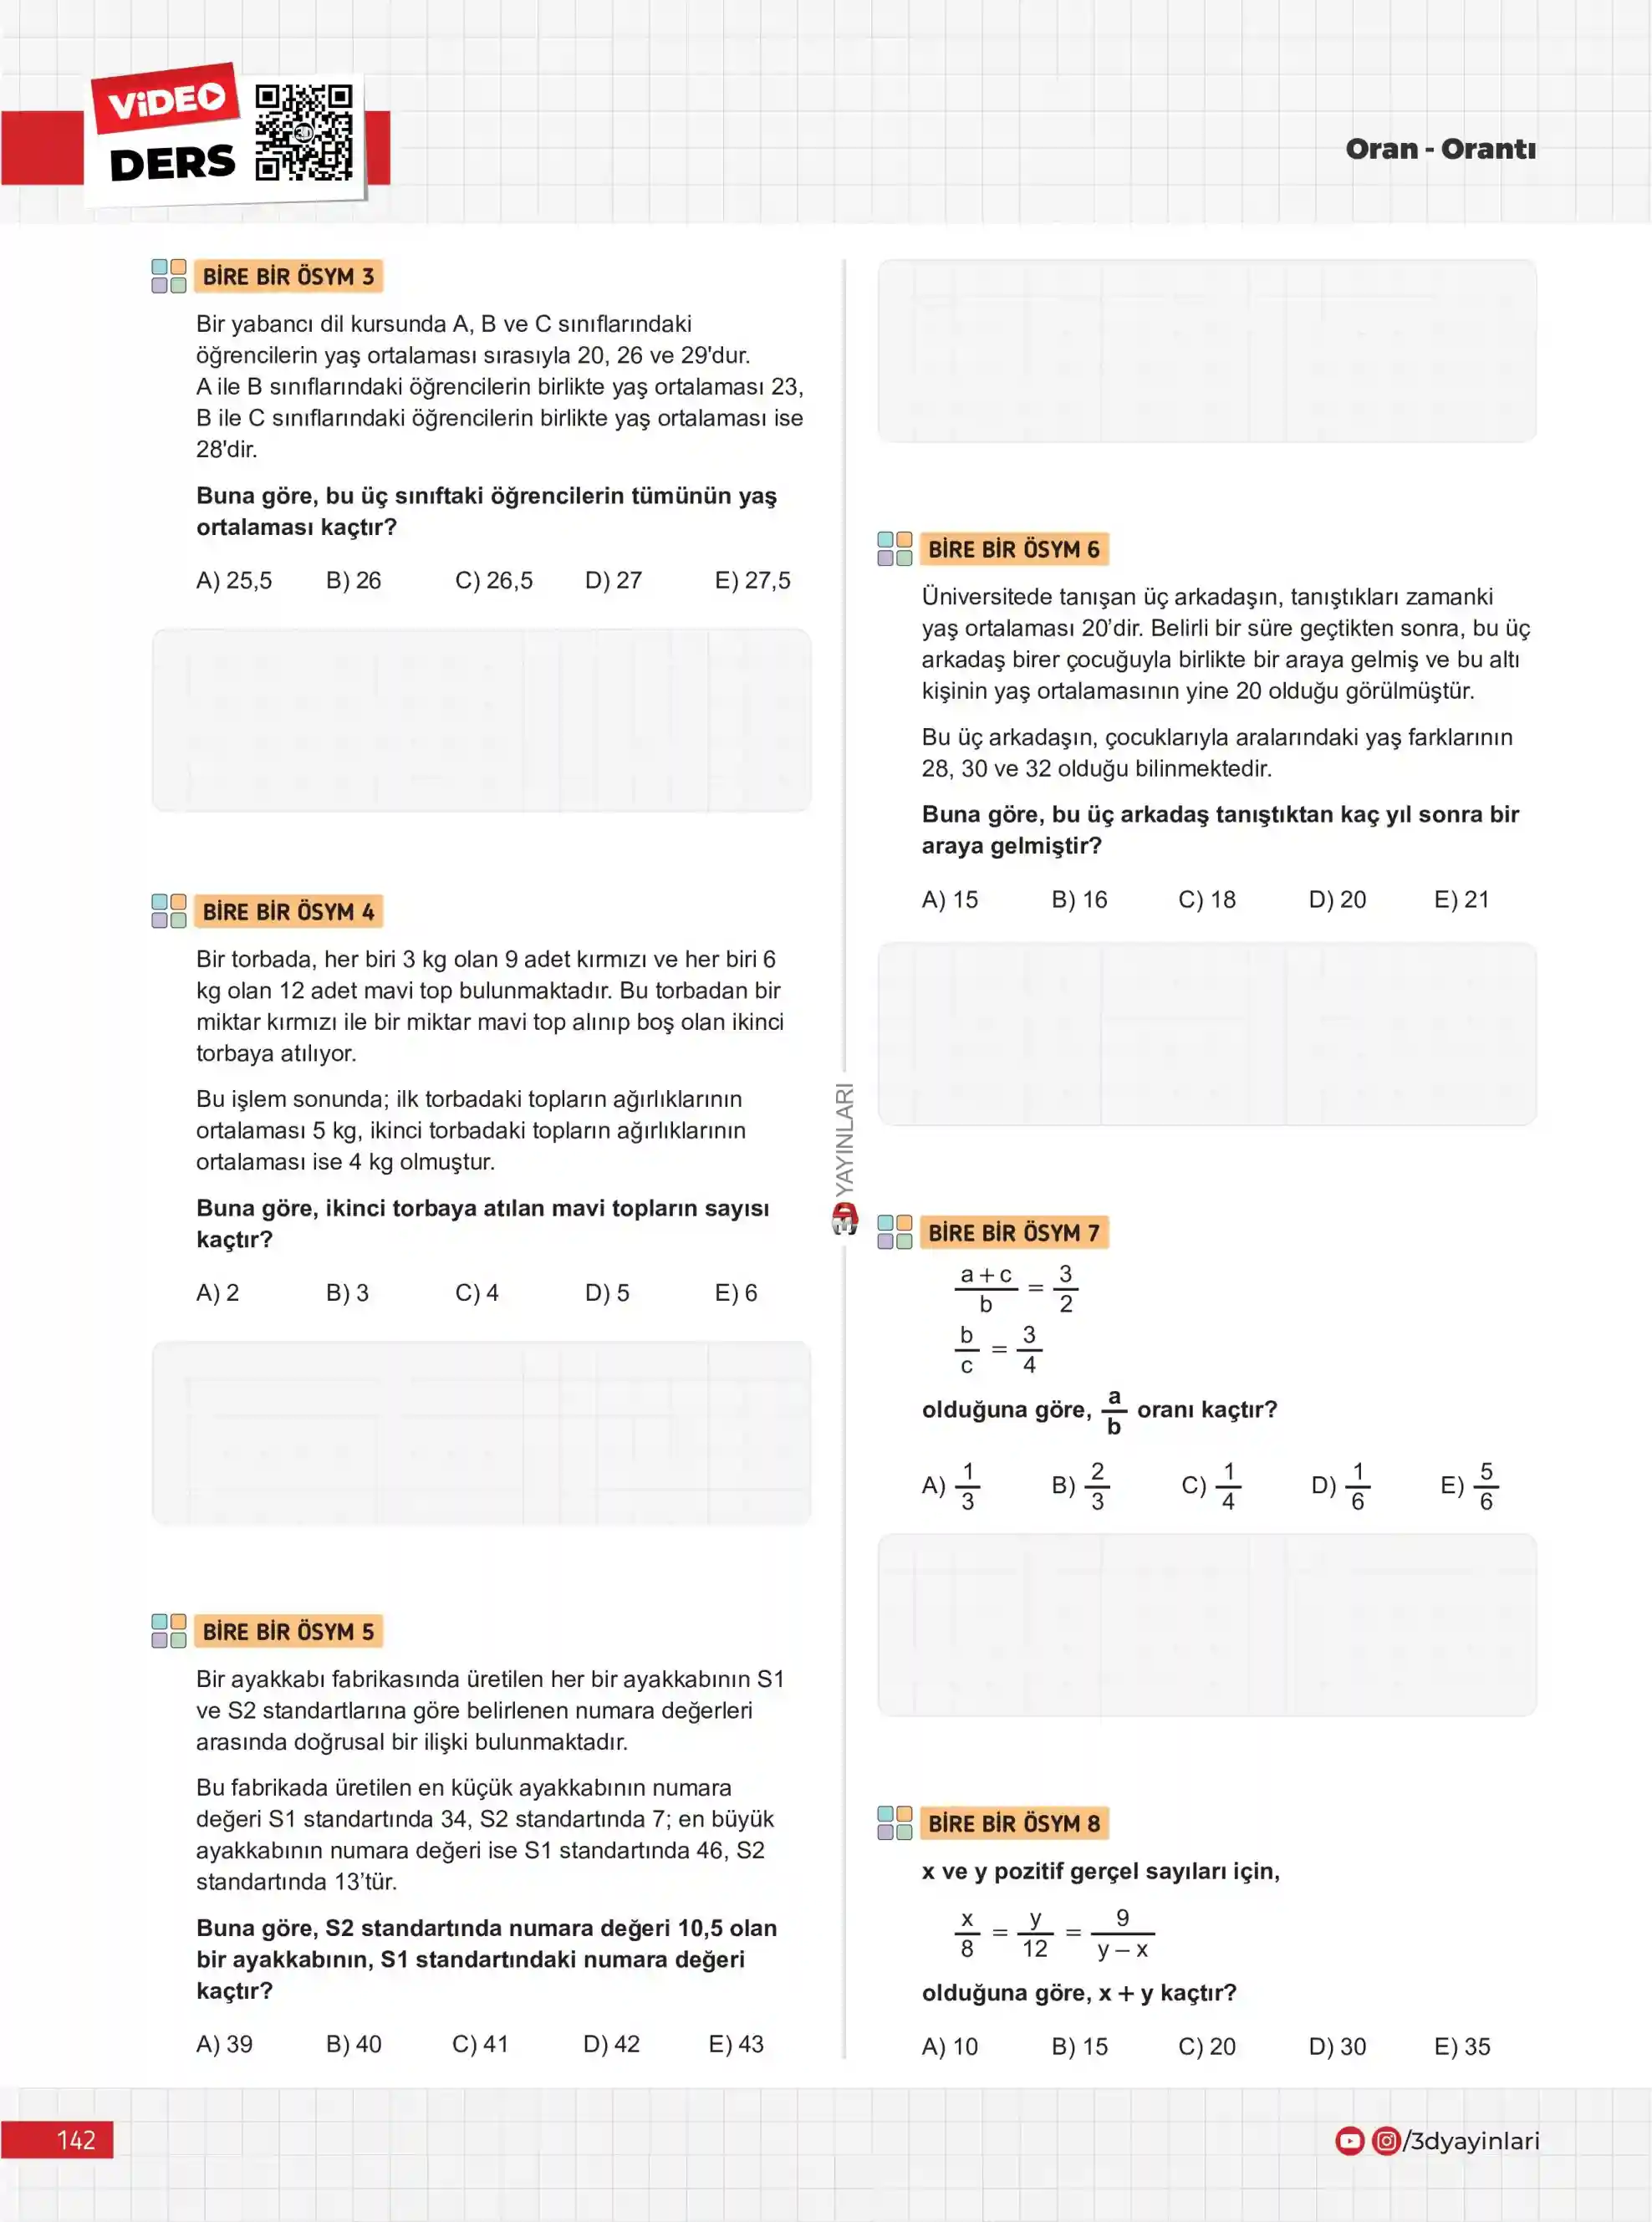 VİDEO
DERS
Oran - Orantı
BİRE BİR ÖSYM 3
Bir yabancı dil kursunda A, B ve C sınıflarındaki
öğrencilerin yaş ortalaması sırasıyla 20, 26 ve 29'dur.
A ile B sınıflarındaki öğrencilerin birlikte yaş ortalaması 23,
B ile C sınıflarındaki öğrencilerin birlikte yaş ortalaması ise
28'dir.
Buna göre, bu üç sınıftaki öğrencilerin tümünün yaş
ortalaması kaçtır?
A) 25,5 B) 26 C) 26,5 D) 27 E) 27,5
BİRE BİR ÖSYM 4
Bir torbada, her biri 3 kg olan 9 adet kırmızı ve her biri 6
kg olan 12 adet mavi top bulunmaktadır. Bu torbadan bir
miktar kırmızı ile bir miktar mavi top alınıp boş olan ikinci
torbaya atılıyor.
Bu işlem sonunda; ilk torbadaki topların ağırlıklarının
ortalaması 5 kg, ikinci torbadaki topların ağırlıklarının
ortalaması ise 4 kg olmuştur.
Buna göre, ikinci torbaya atılan mavi topların sayısı
kaçtır?
A) 2 B) 3 C) 4 D) 5 E) 6
BİRE BİR ÖSYM 5
Bir ayakkabı fabrikasında üretilen her bir ayakkabının S1
ve S2 standartlarına göre belirlenen numara değerleri
arasında doğrusal bir ilişki bulunmaktadır.
Bu fabrikada üretilen en küçük ayakkabının numara
değeri S1 standartında 34, S2 standartında 7; en büyük
ayakkabının numara değeri ise S1 standartında 46, S2
standartında 13’tür.
Buna göre, S2 standartında numara değeri 10,5 olan
bir ayakkabının, S1 standartındaki numara değeri
kaçtır?
A) 39 B) 40 C) 41 D) 42 E) 43
3D YAYINLARI
BİRE BİR ÖSYM 6
Üniversitede tanışan üç arkadaşın, tanıştıkları zamanki
yaş ortalaması 20’dir. Belirli bir süre geçtikten sonra, bu üç
arkadaş birer çocuğuyla birlikte bir araya gelmiş ve bu altı
kişinin yaş ortalamasının yine 20 olduğu görülmüştür.
Bu üç arkadaşın, çocuklarıyla aralarındaki yaş farklarının
28, 30 ve 32 olduğu bilinmektedir.
Buna göre, bu üç arkadaş tanıştıktan kaç yıl sonra bir
araya gelmiştir?
A) 15 B) 16 C) 18 D) 20 E) 21
BİRE BİR ÖSYM 7
a + c / b = 3 / 2
b / c = 3 / 4
olduğuna göre, a / b oranı kaçtır?
A) 1/3 B) 2/3 C) 1/4 D) 1/6 E) 5/6
BİRE BİR ÖSYM 8
x ve y pozitif gerçel sayıları için,
x / 8 = y / 12 = 9 / y – x
olduğuna göre, x + y kaçtır?
A) 10 B) 15 C) 20 D) 30 E) 35
142
/3dyayinlari